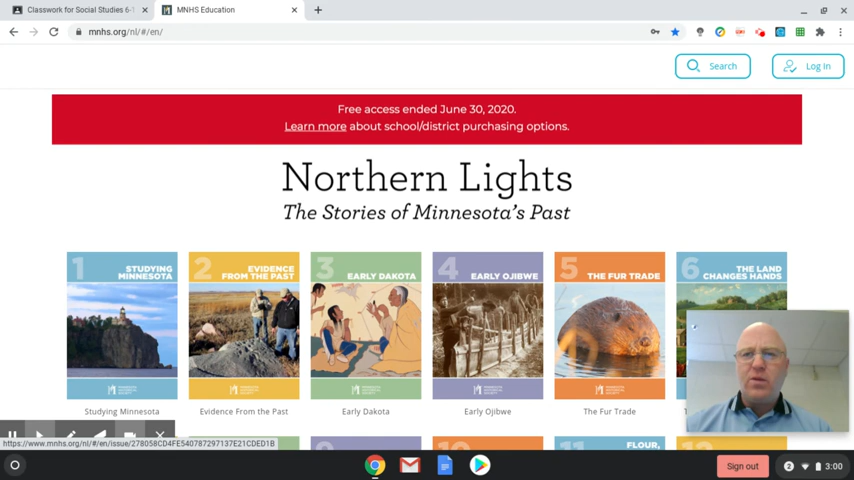 Classwork for Social Studies 6-1
MNHS Education
mnhs.org/nl/#/en/
Search
Log In
Free access ended June 30, 2020.
Learn more about school/district purchasing options.
Northern Lights
The Stories of Minnesota's Past
1 STUDYING MINNESOTA
2 EVIDENCE FROM THE PAST
3 EARLY DAKOTA
4 EARLY OJIBWE
5 THE FUR TRADE
6 THE LAND CHANGES HANDS
Studying Minnesota
Evidence From the Past
Early Dakota
Early Ojibwe
The Fur Trade
https://www.mnhs.org/nl/#/en/issue/278058CD4FE540787297137E21CDED1B
9
10
11 FLOUR,
12
Sign out
2
3:00